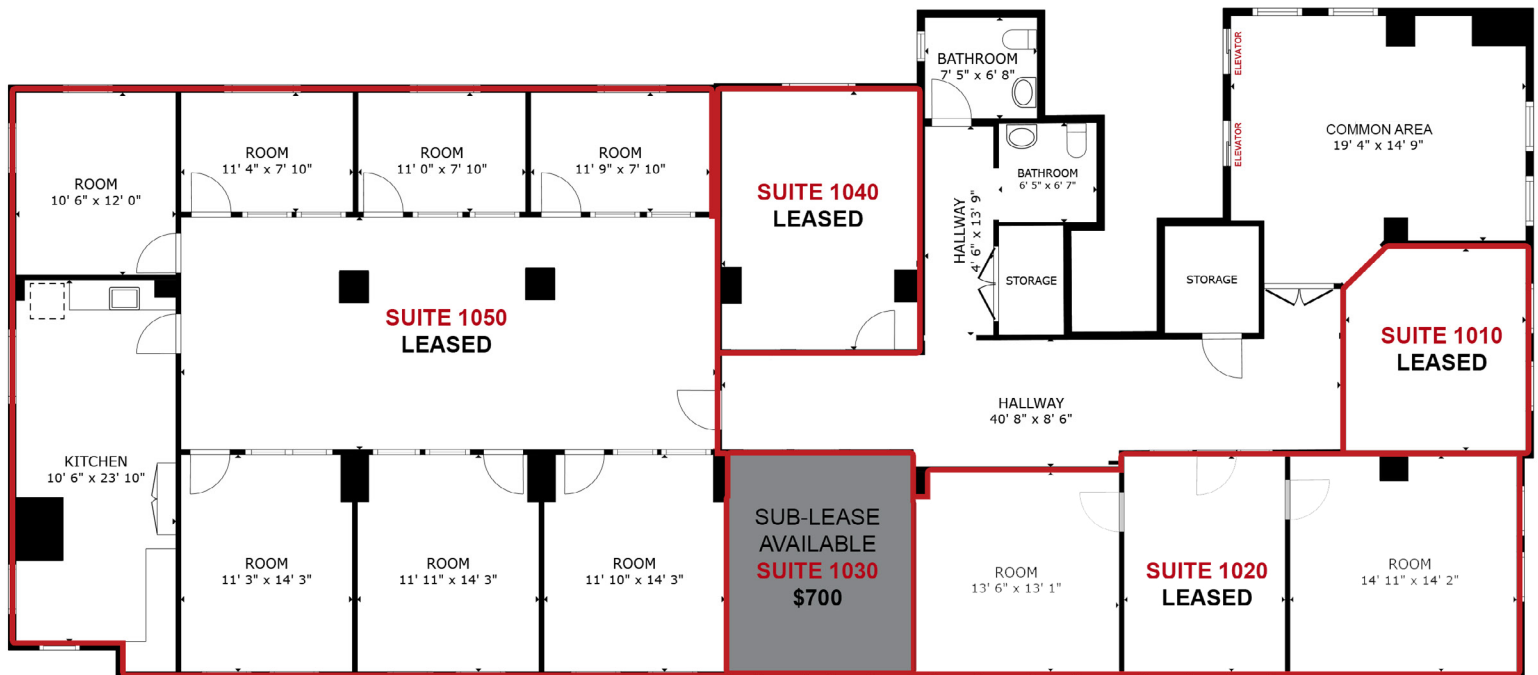 BATHROOM
7' 5" x 6' 8"
ELEVATOR
ELEVATOR
COMMON AREA
19' 4" x 14' 9"
ROOM
10' 6" x 12' 0"
ROOM
11' 4" x 7' 10"
ROOM
11' 0" x 7' 10"
ROOM
11' 9" x 7' 10"
SUITE 1040
LEASED
BATHROOM
6' 5" x 6' 7"
HALLWAY
4' 6" x 13' 9"
STORAGE
STORAGE
SUITE 1050
LEASED
SUITE 1010
LEASED
HALLWAY
40' 8" x 8' 6"
KITCHEN
10' 6" x 23' 10"
ROOM
11' 3" x 14' 3"
ROOM
11' 11" x 14' 3"
ROOM
11' 10" x 14' 3"
SUB-LEASE
AVAILABLE
SUITE 1030
$700
ROOM
13' 6" x 13' 1"
SUITE 1020
LEASED
ROOM
14' 11" x 14' 2"